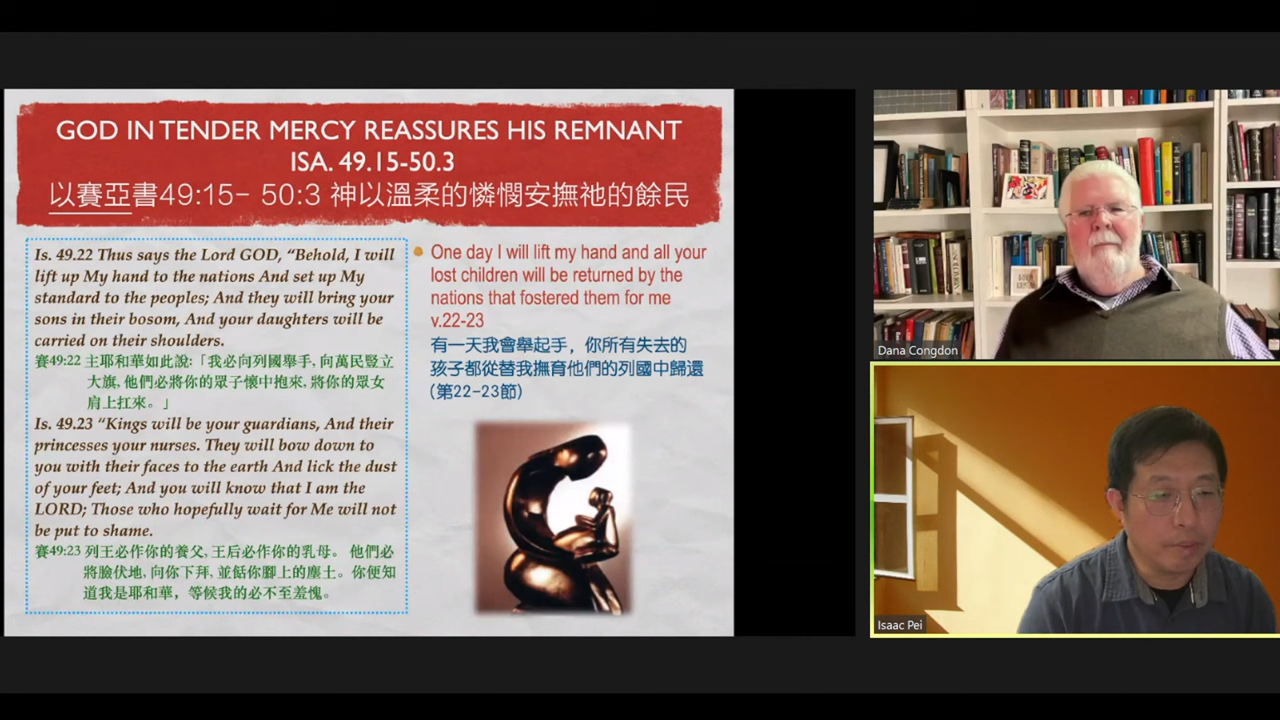 GOD IN TENDER MERCY REASSURES HIS REMNANT
ISA. 49.15-50.3
以賽亞書49:15- 50:3 神以溫柔的憐憫安撫祂的餘民
Is. 49.22 Thus says the Lord GOD, “Behold, I will
lift up My hand to the nations And set up My
standard to the peoples; And they will bring your
sons in their bosom, And your daughters will be
carried on their shoulders.
賽49:22 主耶和華如此說:「我必向列國舉手, 向萬民豎立
大旗, 他們必將你的眾子懷中抱來, 將你的眾女
肩上扛來。」
Is. 49.23 “Kings will be your guardians, And their
princesses your nurses. They will bow down to
you with their faces to the earth And lick the dust
of your feet; And you will know that I am the
LORD; Those who hopefully wait for Me will not
be put to shame.
賽49:23 列王必作你的養父, 王后必作你的乳母。 他們必
將臉伏地, 向你下拜, 並餂你腳上的塵土。你便知
道我是耶和華，等候我的必不至羞愧。
One day I will lift my hand and all your
lost children will be returned by the
nations that fostered them for me
v.22-23
有一天我會舉起手，你所有失去的
孩子都從替我撫育他們的列國中歸還
(第22-23節)
Dana Congdon
Isaac Pei